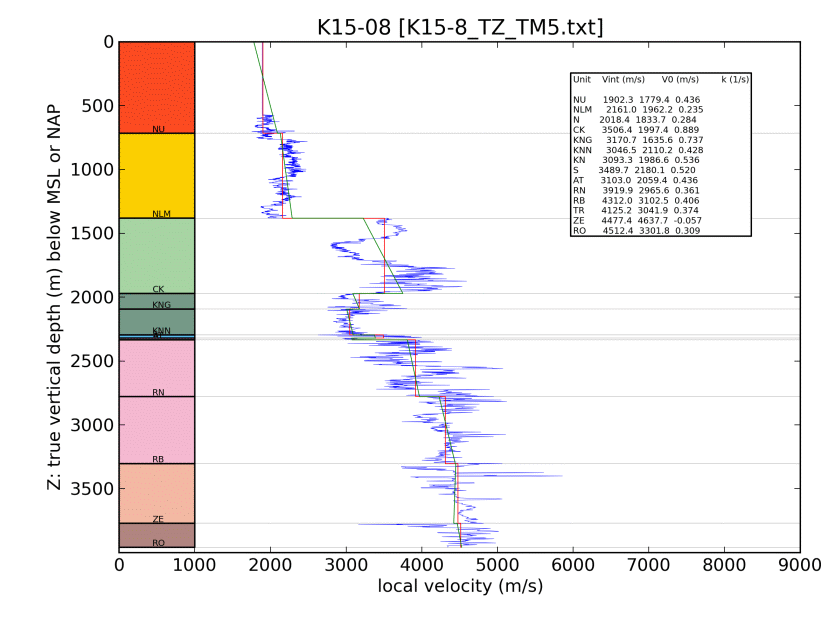 K15-08 [K15-8_TZ_TM5.txt]
Z: true vertical depth (m) below MSL or NAP
0
500
1000
1500
2000
2500
3000
3500
NU
NLM
CK
KNG
KNN
RN
RB
ZE
RO
Unit Vint (m/s) V0 (m/s) k (1/s)
NU 1902.3 1779.4 0.436
NLM 2161.0 1962.2 0.235
N 2018.4 1833.7 0.284
CK 3506.4 1997.4 0.889
KNG 3170.7 1635.6 0.737
KNN 3046.5 2110.2 0.428
KN 3093.3 1986.6 0.536
S 3489.7 2180.1 0.520
AT 3103.0 2059.4 0.436
RN 3919.9 2965.6 0.361
RB 4312.0 3102.5 0.406
TR 4125.2 3041.9 0.374
ZE 4477.4 4637.7 -0.057
RO 4512.4 3301.8 0.309
0 1000 2000 3000 4000 5000 6000 7000 8000 9000
local velocity (m/s)